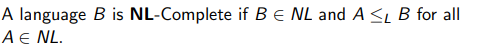 A language B is NL-Complete if B ∈ NL and A ≤L B for all
A ∈ NL.